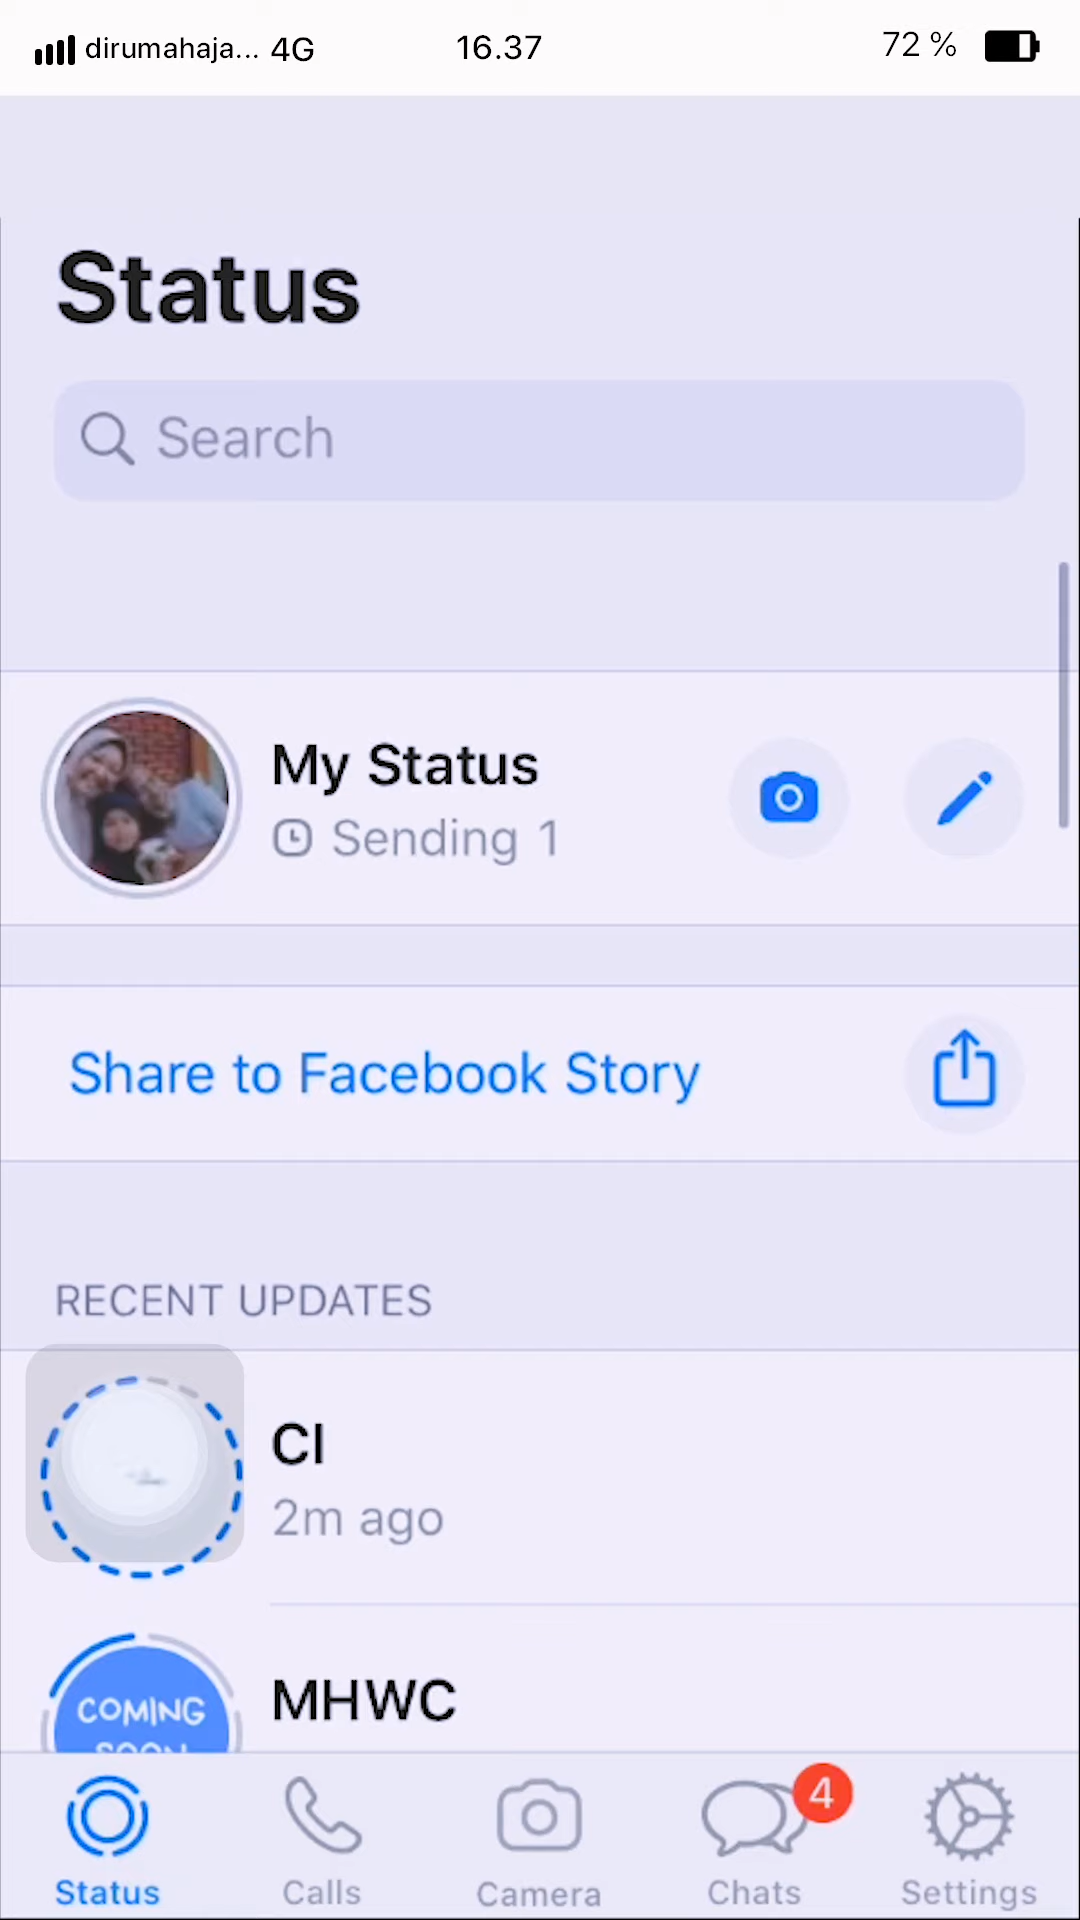 dirumahaja... 4G 16.37 72 %
Status
Search
My Status
Sending 1
Share to Facebook Story
RECENT UPDATES
CI
2m ago
COMING
SOON
MHWC
4
Status Calls Camera Chats Settings